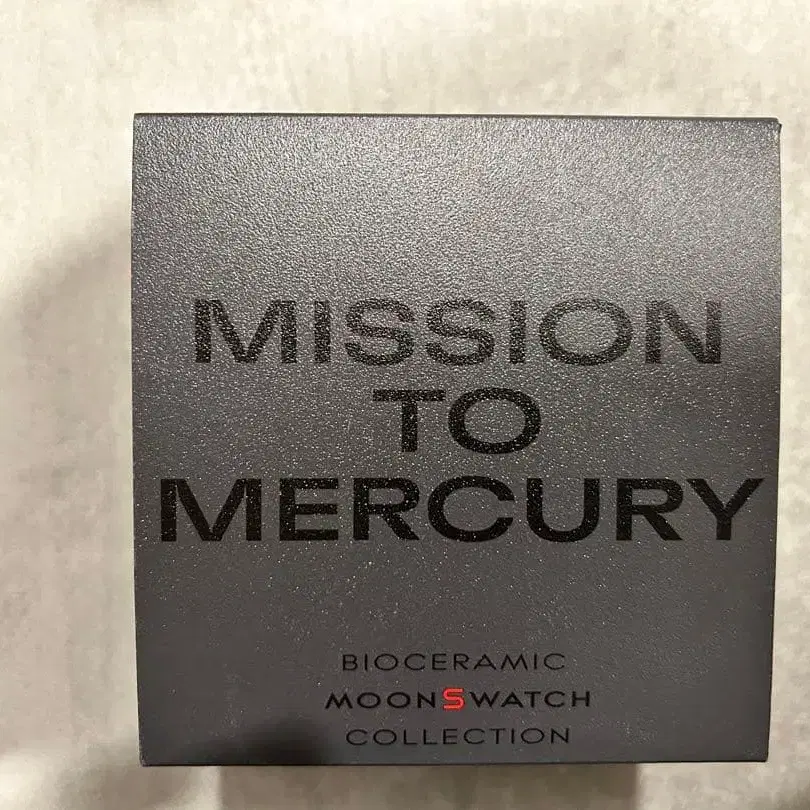 MISSION
TO
MERCURY
BIOCERAMIC
MOONSWATCH
COLLECTION